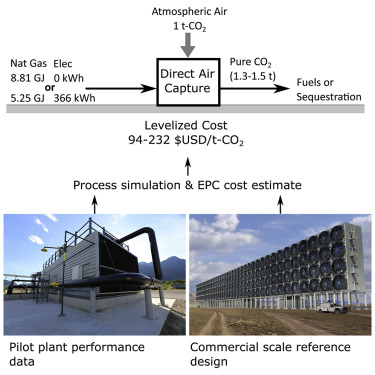 Atmospheric Air
1 t-CO₂
Nat Gas Elec
8.81 GJ 0 kWh
or
5.25 GJ 366 kWh
Direct Air
Capture
Pure CO₂
(1.3-1.5 t)
Fuels or
Sequestration
Levelized Cost
94-232 $USD/t-CO₂
Process simulation & EPC cost estimate
Pilot plant performance
data
Commercial scale reference
design